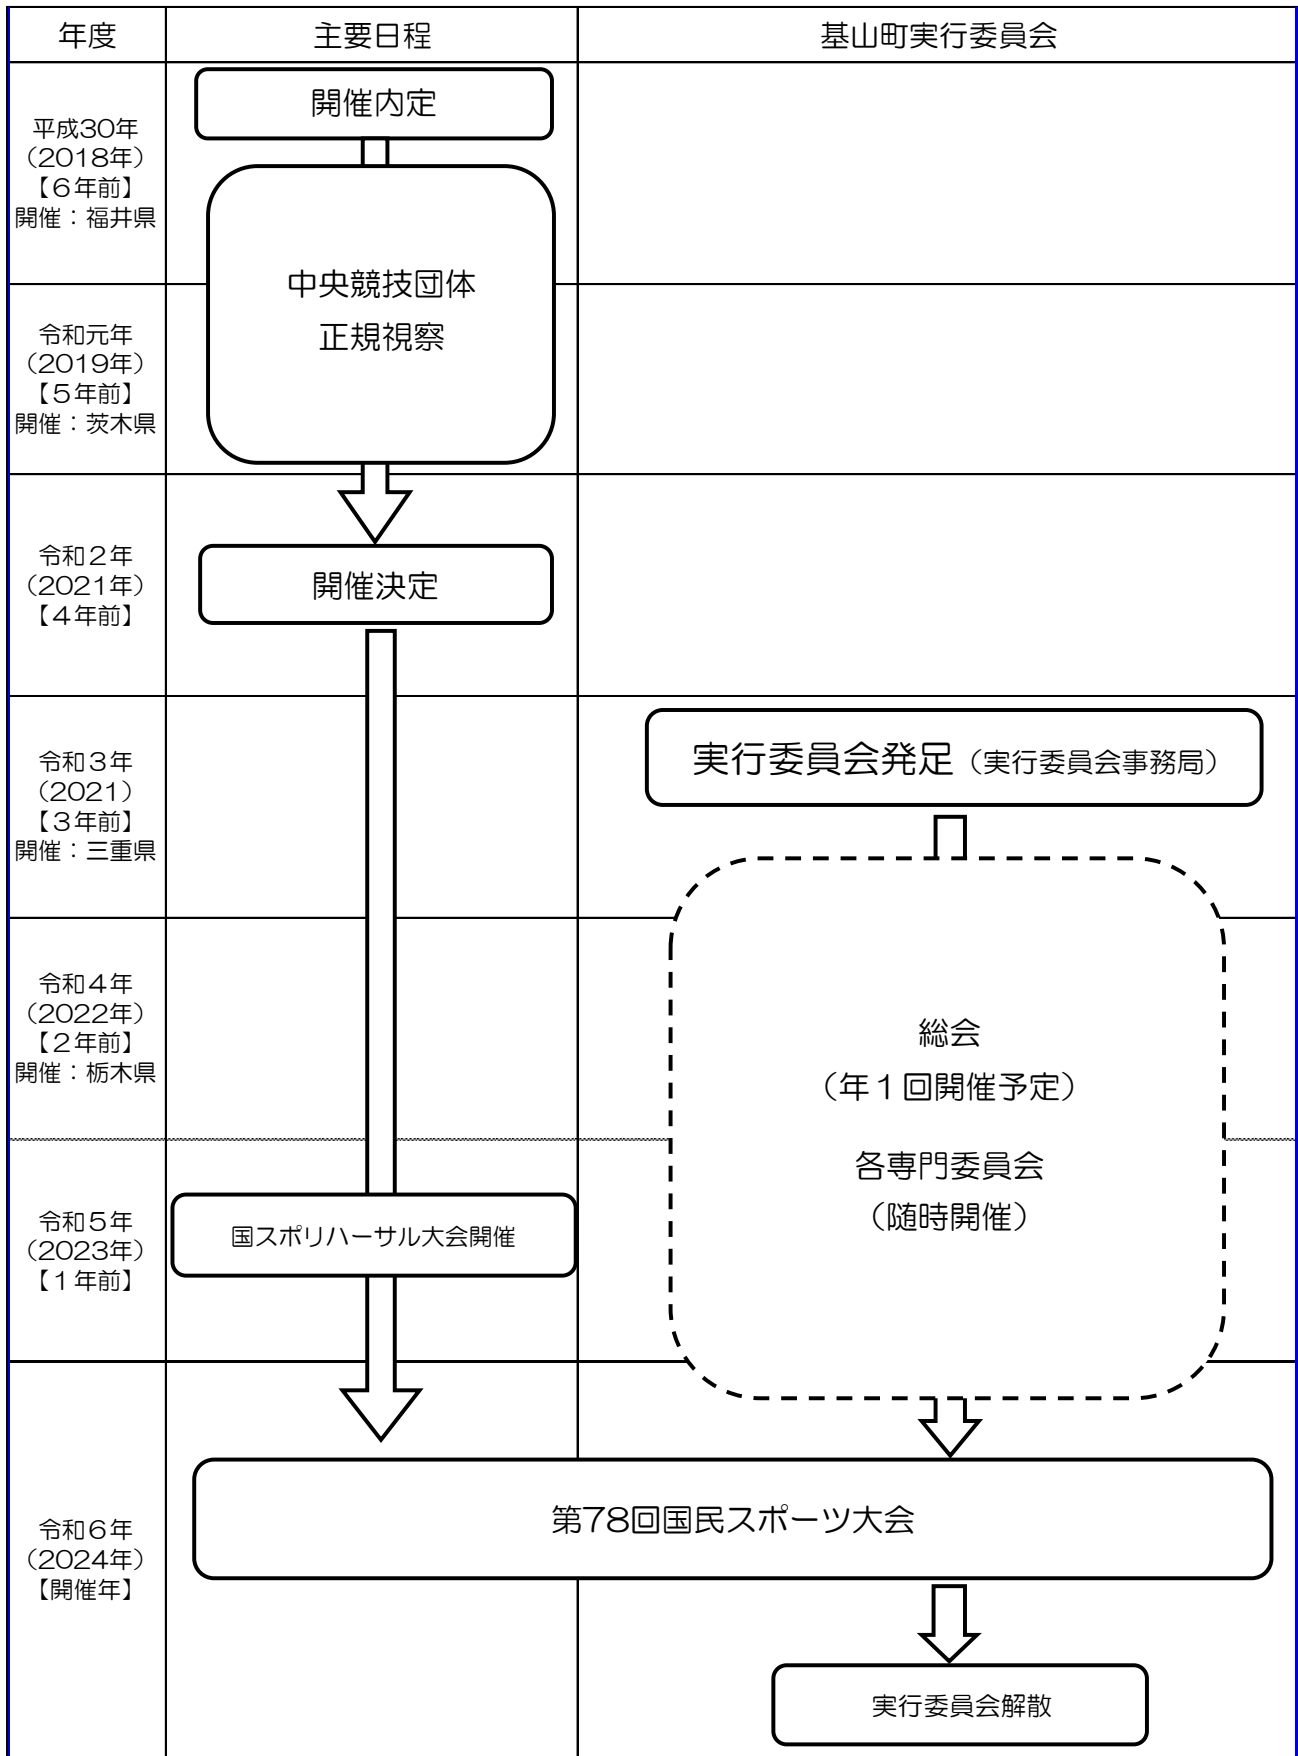 年度 主要日程 基山町実行委員会
開催内定
平成30年
（2018年）
【６年前】
開催：福井県
中央競技団体
正規視察
令和元年
（2019年）
【５年前】
開催：茨木県
令和２年
（2021年）
【４年前】
開催決定
令和３年
（2021）
【３年前】
開催：三重県
実行委員会発足（実行委員会事務局）
令和４年
（2022年）
【２年前】
開催：栃木県
総会
（年１回開催予定）
各専門委員会
（随時開催）
令和５年
（2023年）
【１年前】
国スポリハーサル大会開催
令和６年
（2024年）
【開催年】
第78回国民スポーツ大会
実行委員会解散